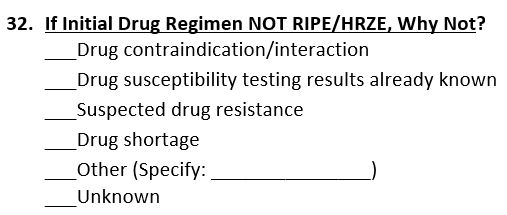 32. If Initial Drug Regimen NOT RIPE/HRZE, Why Not?
___Drug contraindication/interaction
___Drug susceptibility testing results already known
___Suspected drug resistance
___Drug shortage
___Other (Specify: ________________)
___Unknown